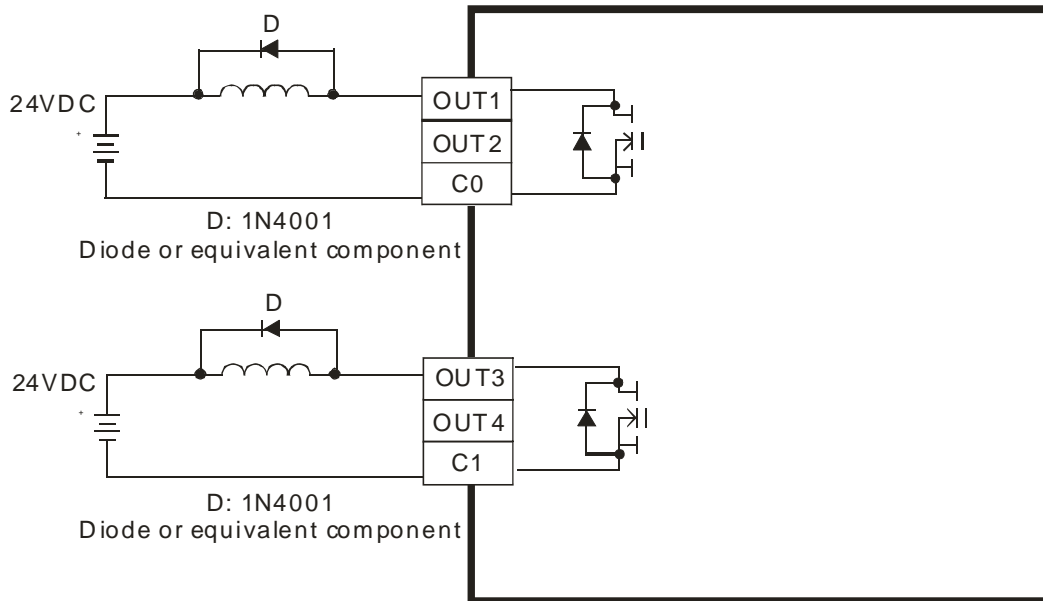 D
24VDC
+
OUT1
OUT2
C0
D: 1N4001
Diode or equivalent component
D
24VDC
+
OUT3
OUT4
C1
D: 1N4001
Diode or equivalent component